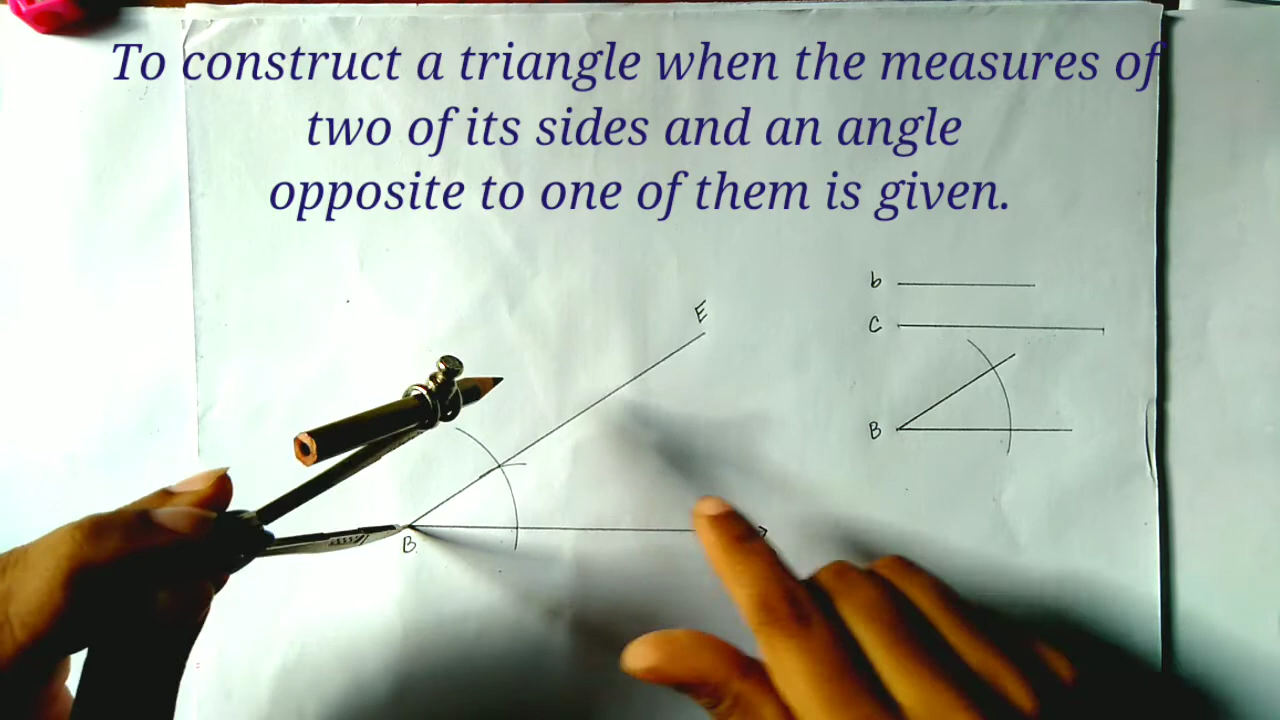 To construct a triangle when the measures of
two of its sides and an angle
opposite to one of them is given.
b
c
E
B
B